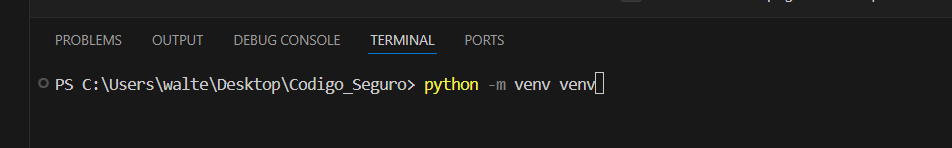 PROBLEMS OUTPUT DEBUG CONSOLE TERMINAL PORTS
PS C:\Users\walte\Desktop\Codigo_Seguro> python -m venv venv